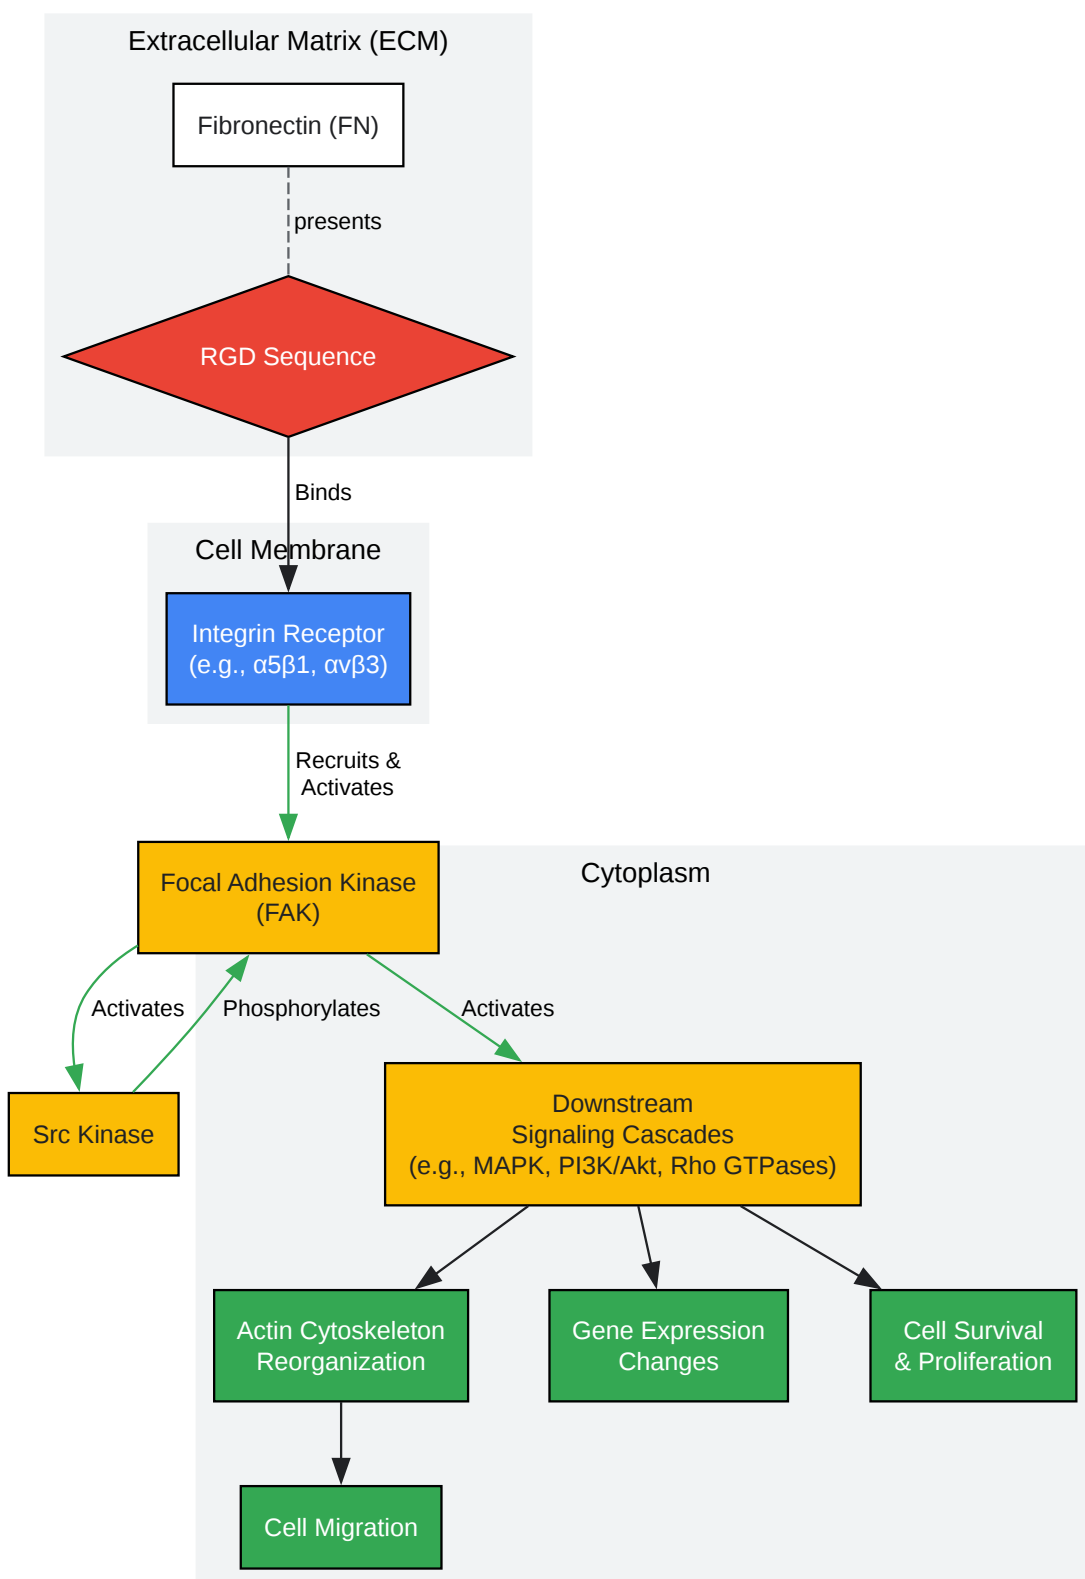 Extracellular Matrix (ECM)
Fibronectin (FN)
presents
RGD Sequence
Binds
Cell Membrane
Integrin Receptor
(e.g., α5β1, αvβ3)
Recruits &
Activates
Focal Adhesion Kinase
(FAK)
Cytoplasm
Activates
Phosphorylates
Activates
Src Kinase
Downstream
Signaling Cascades
(e.g., MAPK, PI3K/Akt, Rho GTPases)
Actin Cytoskeleton
Reorganization
Gene Expression
Changes
Cell Survival
& Proliferation
Cell Migration